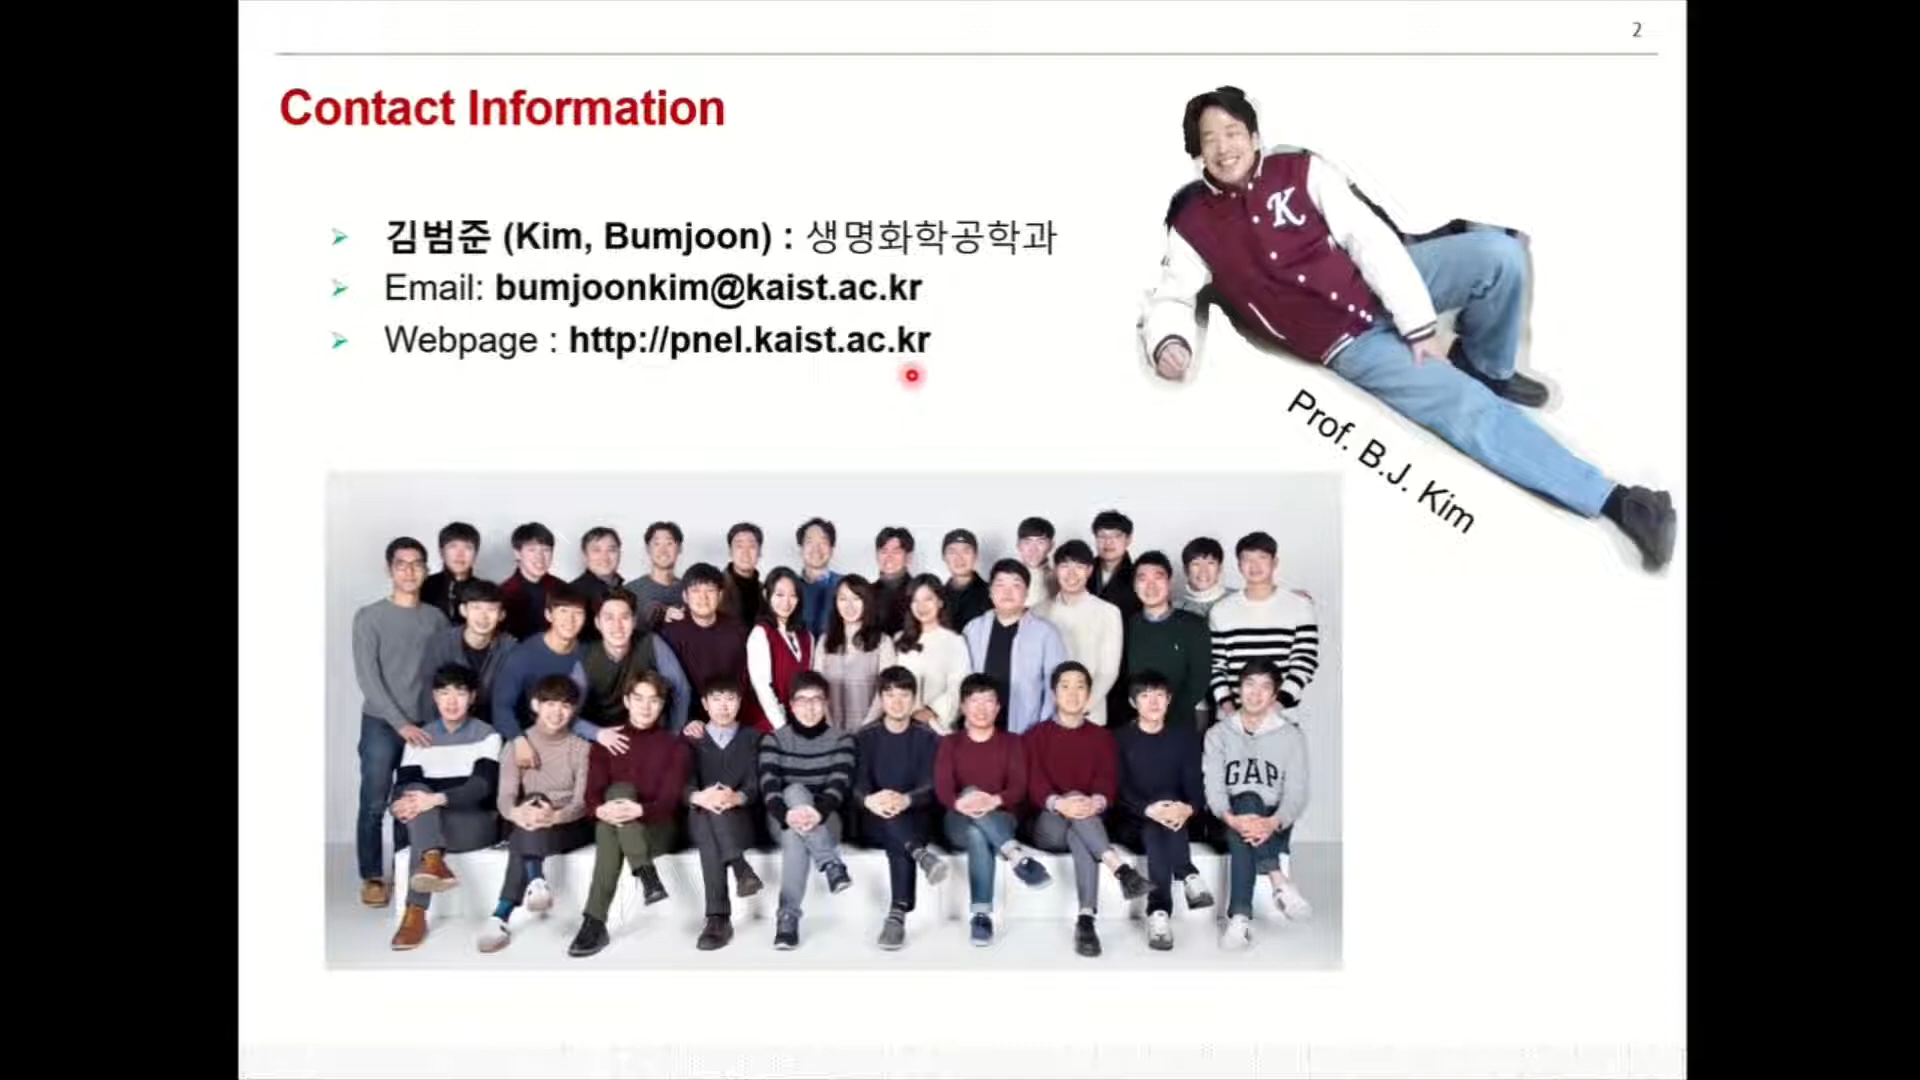 2
Contact Information
김범준 (Kim, Bumjoon) : 생명화학공학과
Email: bumjoonkim@kaist.ac.kr
Webpage : http://pnel.kaist.ac.kr
K
Prof. B.J. Kim
GAP